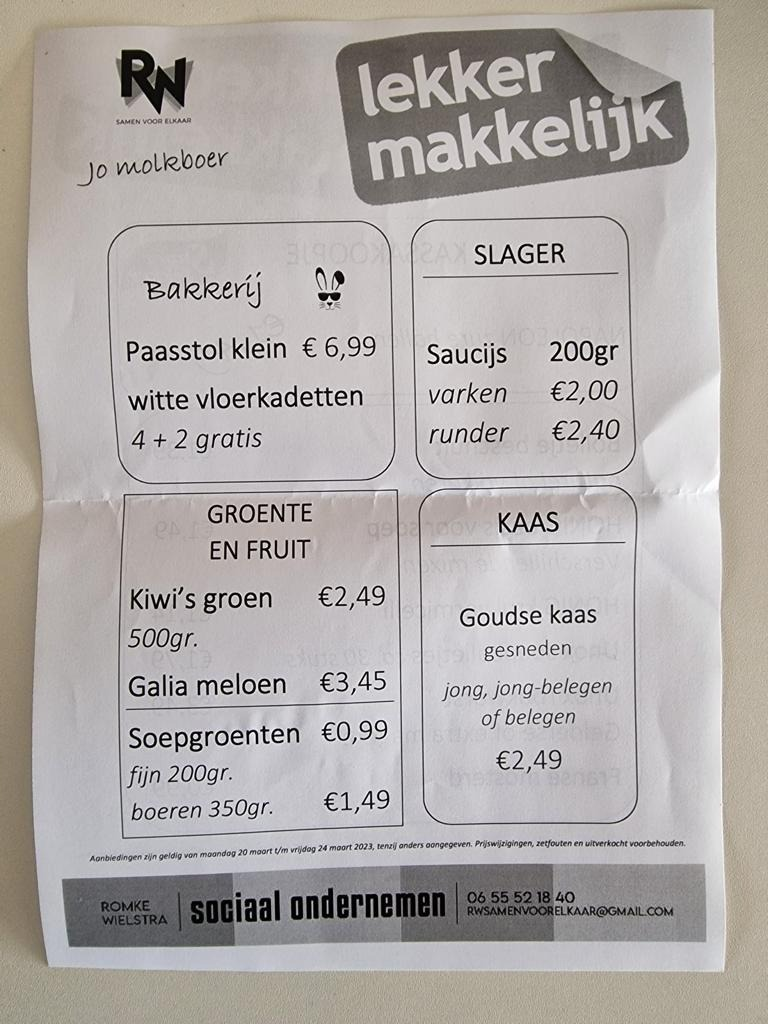 RW
SAMEN VOOR ELKAAR
Jo molkboer
lekker
makkelijk
Bakkerij
Paasstol klein € 6,99
witte vloerkadetten
4 + 2 gratis
SLAGER
Saucijs 200gr
varken €2,00
runder €2,40
GROENTE
EN FRUIT
Kiwi's groen €2,49
500gr.
Galia meloen €3,45
Soepgroenten €0,99
fijn 200gr.
boeren 350gr. €1,49
KAAS
Goudse kaas
gesneden
jong, jong-belegen
of belegen
€2,49
Aanbiedingen zijn geldig van maandag 20 maart t/m vrijdag 24 maart 2023, tenzij anders aangegeven. Prijswijzigingen, zetfouten en uitverkocht voorbehouden.
ROMKE
WIELSTRA
sociaal ondernemen
06 55 52 18 40
RWSAMENVOORELKAAR@GMAIL.COM